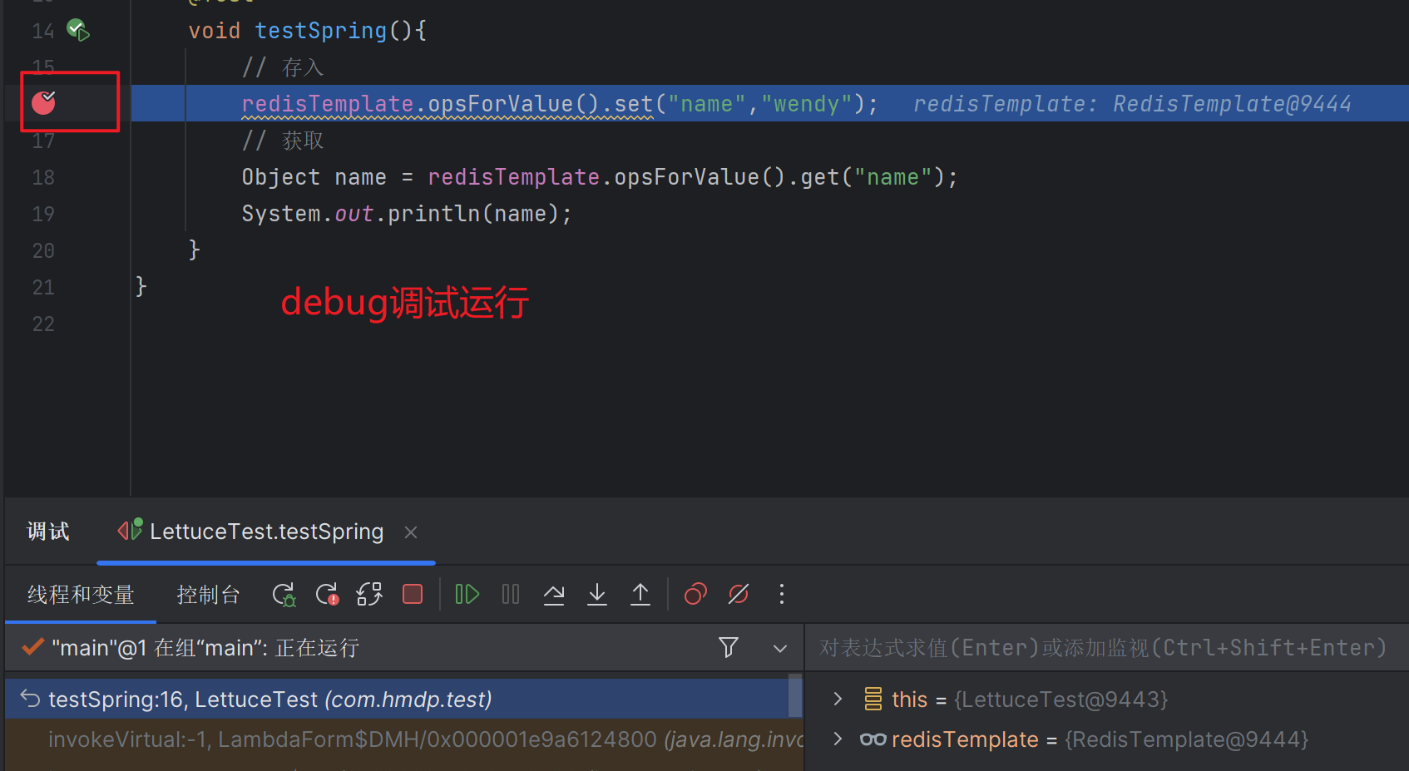 14 void testSpring(){
15 // 存入
redisTemplate.opsForValue().set("name","wendy"); redisTemplate: RedisTemplate@9444
17 // 获取
18 Object name = redisTemplate.opsForValue().get("name");
19 System.out.println(name);
20 }
21 }
22
debug调试运行
调试 LettuceTest.testSpring
线程和变量 控制台
"main"@1 在组“main”: 正在运行
对表达式求值(Enter)或添加监视(Ctrl+Shift+Enter)
testSpring:16, LettuceTest (com.hmdp.test)
invokeVirtual:-1, LambdaForm$DMH/0x000001e9a6124800 (java.lang.invo
this = {LettuceTest@9443}
redisTemplate = {RedisTemplate@9444}